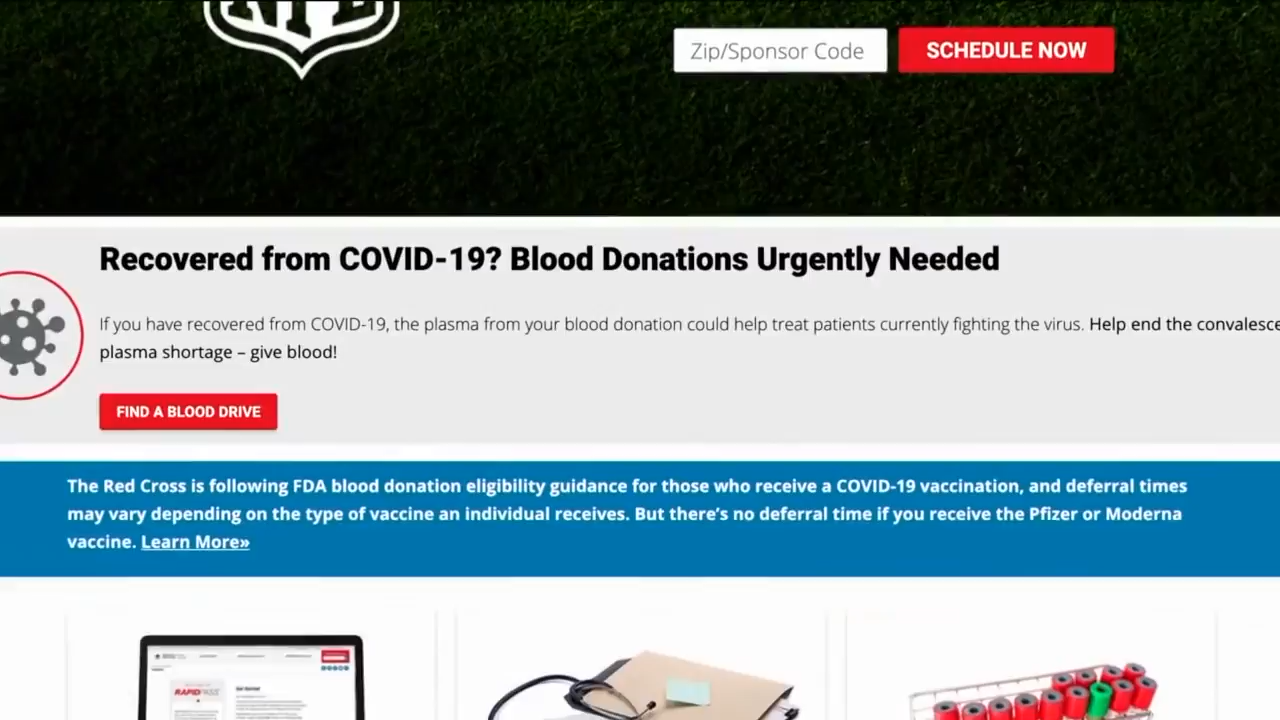 Zip/Sponsor Code
SCHEDULE NOW
Recovered from COVID-19? Blood Donations Urgently Needed
If you have recovered from COVID-19, the plasma from your blood donation could help treat patients currently fighting the virus. Help end the convalesce
plasma shortage – give blood!
FIND A BLOOD DRIVE
The Red Cross is following FDA blood donation eligibility guidance for those who receive a COVID-19 vaccination, and deferral times
may vary depending on the type of vaccine an individual receives. But there's no deferral time if you receive the Pfizer or Moderna
vaccine. Learn More»
RAPIDPASS